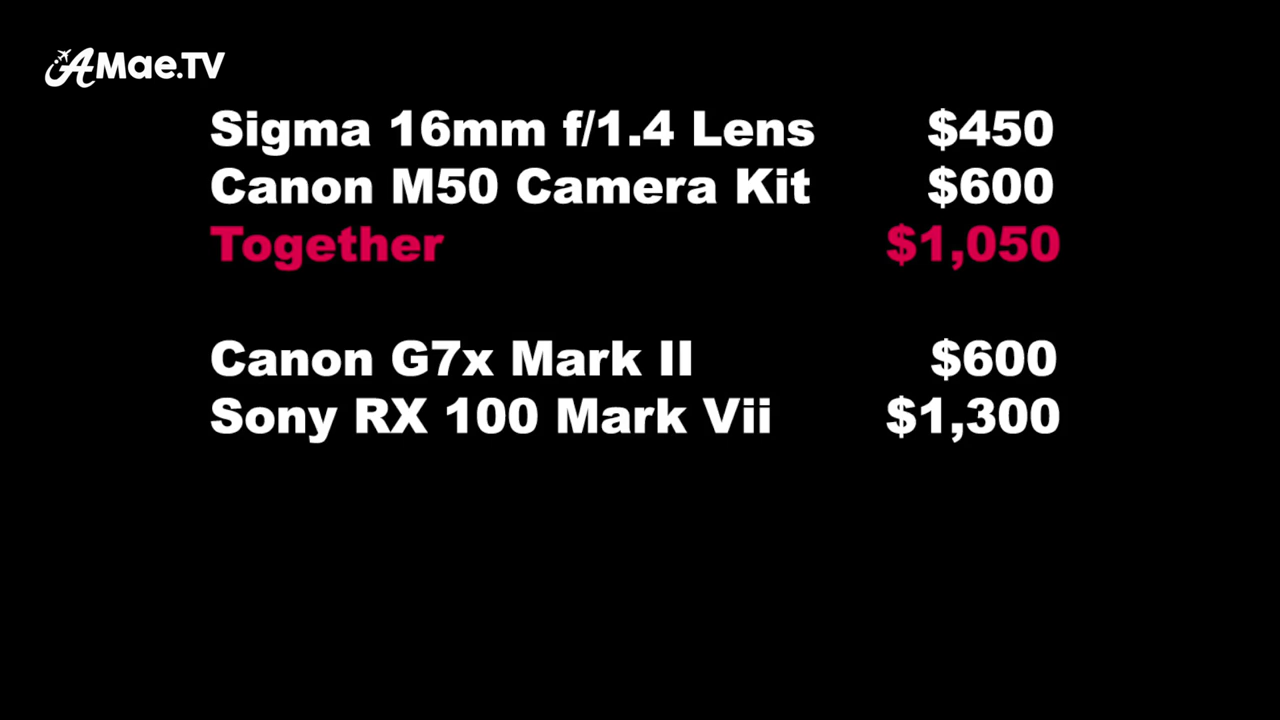 AMae.TV
Sigma 16mm f/1.4 Lens $450
Canon M50 Camera Kit $600
Together $1,050
Canon G7x Mark II $600
Sony RX 100 Mark Vii $1,300